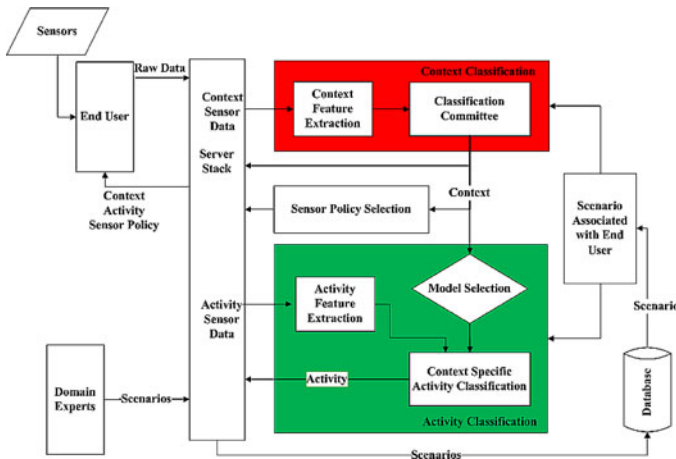 Sensors
Raw Data
End User
Context
Activity
Sensor Policy
Context
Sensor
Data
Server
Stack
Activity
Sensor
Data
Context Classification
Context
Feature
Extraction
Classification
Committee
Context
Sensor Policy Selection
Scenario
Associated
with End
User
Model Selection
Activity
Feature
Extraction
Context Specific
Activity Classification
Activity
Activity Classification
Scenario
Database
Domain
Experts
Scenarios
Scenarios